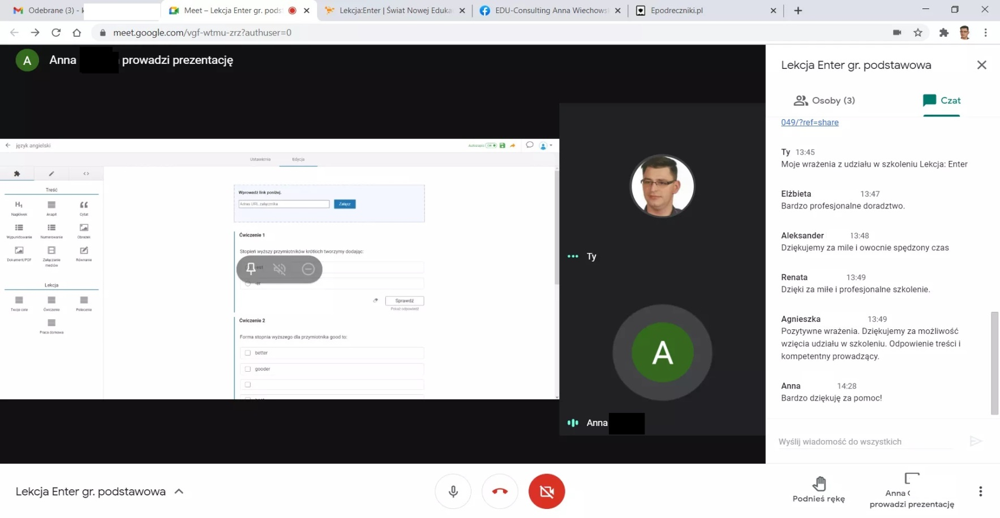 Odebrane (3) - k
Meet – Lekcja Enter gr. pods
Lekcja:Enter | Świat Nowej Eduka
EDU-Consulting Anna Wiechows
Epodreczniki.pl
meet.google.com/vgf-wtmu-zrz?authuser=0
A
Anna
prowadzi prezentację
język angielski
Autozapis
ON
Ustawienia
Edycja
Treść
H1
Nagłówek
Akapit
Cytat
Wypunktowanie
Numerowanie
Obrazek
Dokument/PDF
Załączanie
mediów
Równanie
Lekcja
Twoje cele
Ćwiczenie
Polecenie
Praca domowa
Wprowadź link poniżej.
Adres URL załącznika
Załącz
Ćwiczenie 1
Stopień wyższy przymiotników krótkich tworzymy dodając:
-est
-er
Sprawdź
Pokaż odpowiedź
Ćwiczenie 2
Forma stopnia wyższego dla przymiotnika good to:
better
gooder
Ty
A
Anna
Lekcja Enter gr. podstawowa
Osoby (3)
Czat
049/?ref=share
Ty 13:45
Moje wrażenia z udziału w szkoleniu Lekcja: Enter
Elżbieta 13:47
Bardzo profesjonalne doradztwo.
Aleksander 13:48
Dziękujemy za mile i owocnie spędzony czas
Renata 13:49
Dzięki za miłe i profesjonalne szkolenie.
Agnieszka 13:49
Pozytywne wrażenia. Dziękujemy za możliwość
wzięcia udziału w szkoleniu. Odpowienie treści i
kompetentny prowadzący.
Anna 14:28
Bardzo dziękuję za pomoc!
Wyślij wiadomość do wszystkich
Lekcja Enter gr. podstawowa
Podnieś rękę
Anna
prowadzi prezentację